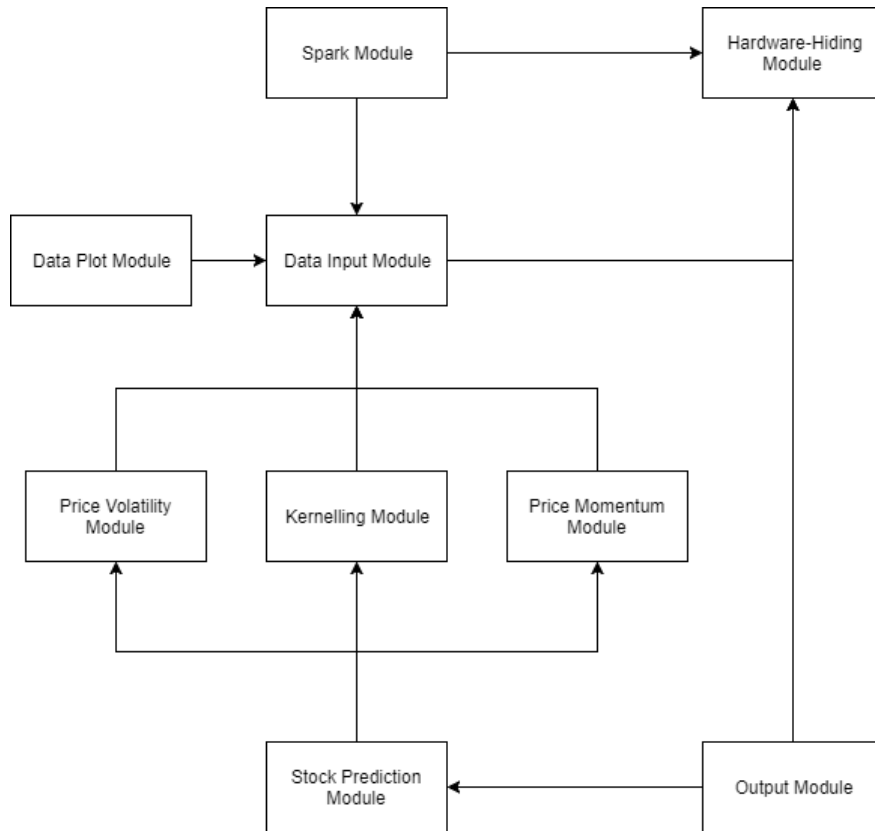 Spark Module
Hardware-Hiding
Module
Data Plot Module
Data Input Module
Price Volatility
Module
Kernelling Module
Price Momentum
Module
Stock Prediction
Module
Output Module